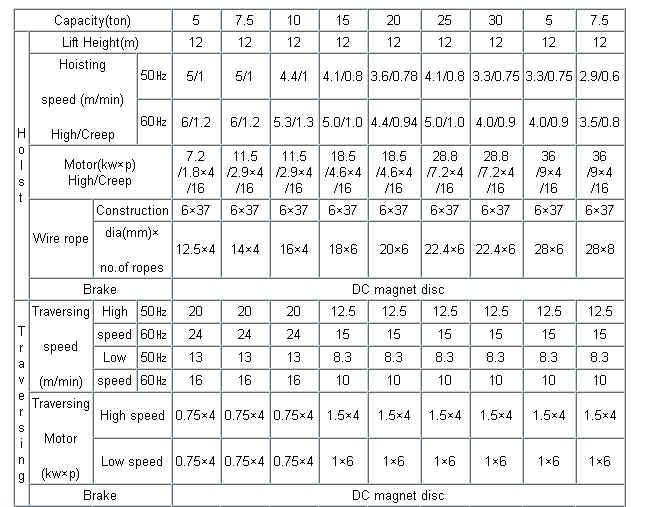 Capacity(ton) 5 7.5 10 15 20 25 30 5 7.5
Holst
Lift Height(m) 12 12 12 12 12 12 12 12 12
Hoisting
speed (m/min)
High/Creep
50Hz 5/1 5/1 4.4/1 4.1/0.8 3.6/0.78 4.1/0.8 3.3/0.75 3.3/0.75 2.9/0.6
60Hz 6/1.2 6/1.2 5.3/1.3 5.0/1.0 4.4/0.94 5.0/1.0 4.0/0.9 4.0/0.9 3.5/0.8
Motor(kw×p)
High/Creep
7.2 11.5 11.5 18.5 18.5 28.8 28.8 36 36
/1.8×4 /2.9×4 /2.9×4 /4.6×4 /4.6×4 /7.2×4 /7.2×4 /9×4 /9×4
/16 /16 /16 /16 /16 /16 /16 /16 /16
Wire rope
Construction 6×37 6×37 6×37 6×37 6×37 6×37 6×37 6×37 6×37
dia(mm)×
no.of ropes
12.5×4 14×4 16×4 18×6 20×6 22.4×6 22.4×6 28×6 28×8
Brake DC magnet disc
Traversing
Traversing
speed
(m/min)
High 50Hz 20 20 20 12.5 12.5 12.5 12.5 12.5 12.5
speed 60Hz 24 24 24 15 15 15 15 15 15
Low 50Hz 13 13 13 8.3 8.3 8.3 8.3 8.3 8.3
speed 60Hz 16 16 16 10 10 10 10 10 10
Traversing
Motor
(kw×p)
High speed 0.75×4 0.75×4 0.75×4 1.5×4 1.5×4 1.5×4 1.5×4 1.5×4 1.5×4
Low speed 0.75×4 0.75×4 0.75×4 1×6 1×6 1×6 1×6 1×6 1×6
Brake DC magnet disc